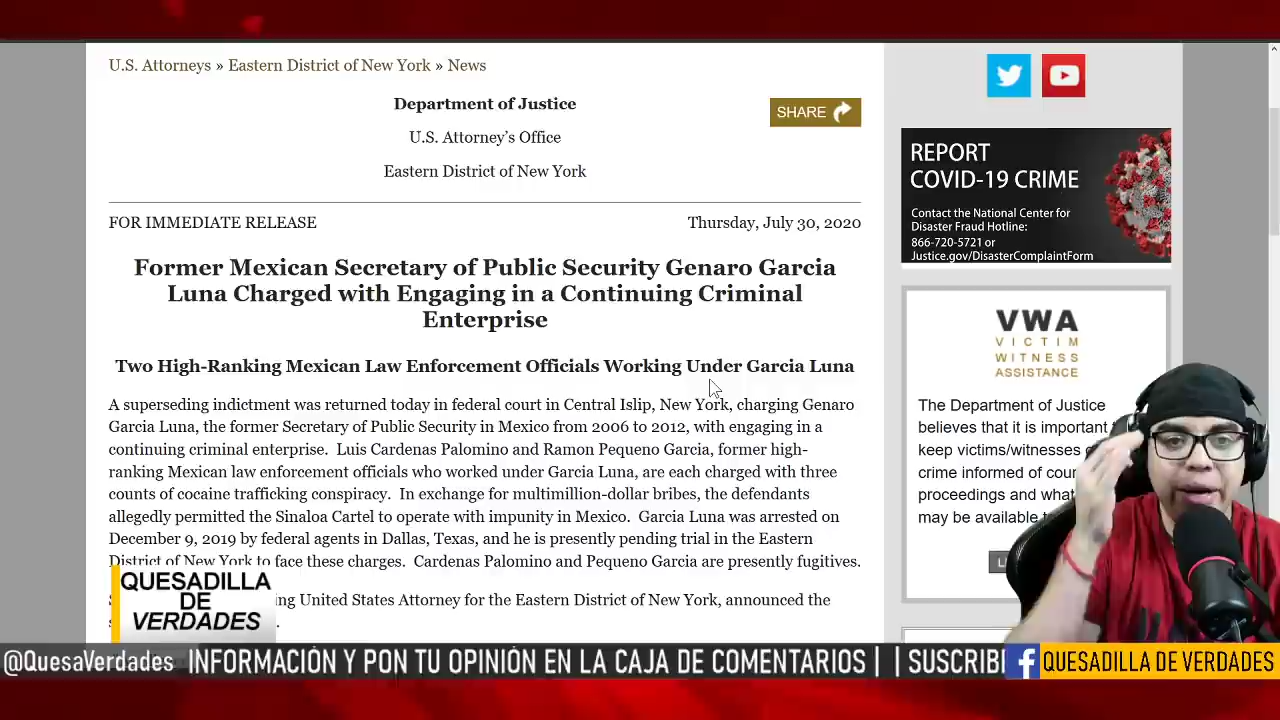 U.S. Attorneys » Eastern District of New York » News
Department of Justice
SHARE
U.S. Attorney's Office
Eastern District of New York
FOR IMMEDIATE RELEASE
Thursday, July 30, 2020
Former Mexican Secretary of Public Security Genaro Garcia
Luna Charged with Engaging in a Continuing Criminal
Enterprise
Two High-Ranking Mexican Law Enforcement Officials Working Under Garcia Luna
A superseding indictment was returned today in federal court in Central Islip, New York, charging Genaro
Garcia Luna, the former Secretary of Public Security in Mexico from 2006 to 2012, with engaging in a
continuing criminal enterprise.  Luis Cardenas Palomino and Ramon Pequeno Garcia, former high-
ranking Mexican law enforcement officials who worked under Garcia Luna, are each charged with three
counts of cocaine trafficking conspiracy.  In exchange for multimillion-dollar bribes, the defendants
allegedly permitted the Sinaloa Cartel to operate with impunity in Mexico.  Garcia Luna was arrested on
December 9, 2019 by federal agents in Dallas, Texas, and he is presently pending trial in the Eastern
District of New York to face these charges.  Cardenas Palomino and Pequeno Garcia are presently fugitives.
ing United States Attorney for the Eastern District of New York, announced the
REPORT
COVID-19 CRIME
Contact the National Center for
Disaster Fraud Hotline:
866-720-5721 or
Justice.gov/DisasterComplaintForm
VWA
VICTIM
WITNESS
ASSISTANCE
The Department of Justice
believes that it is important
keep victims/witnesses
crime informed of
proceedings and what
may be available
QUESADILLA
DE
VERDADES
@QuesaVerdades INFORMACIÓN Y PON TU OPINIÓN EN LA CAJA DE COMENTARIOS | | SUSCRIBI
f QUESADILLA DE VERDADES